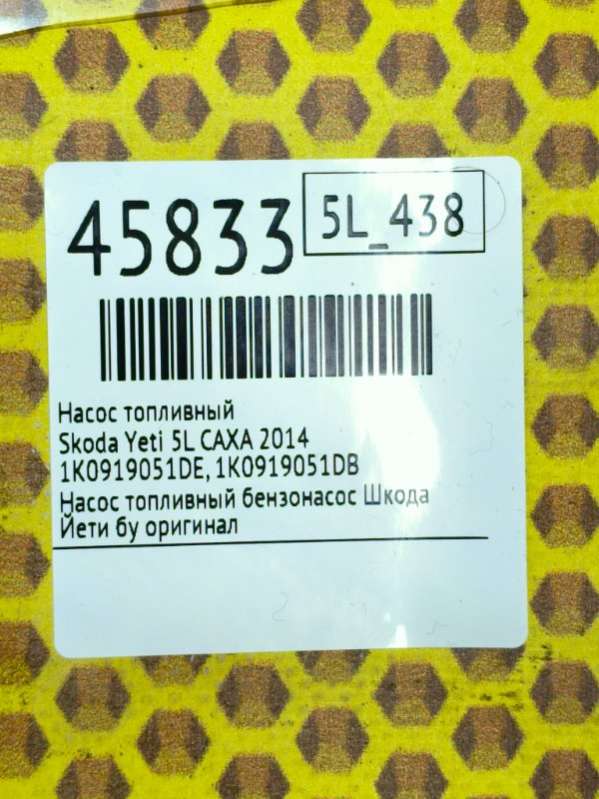 45833
5L_438
Насос топливный
Skoda Yeti 5L CAXA 2014
1K0919051DE, 1K0919051DB
Насос топливный бензонасос Шкода
Йети бу оригинал